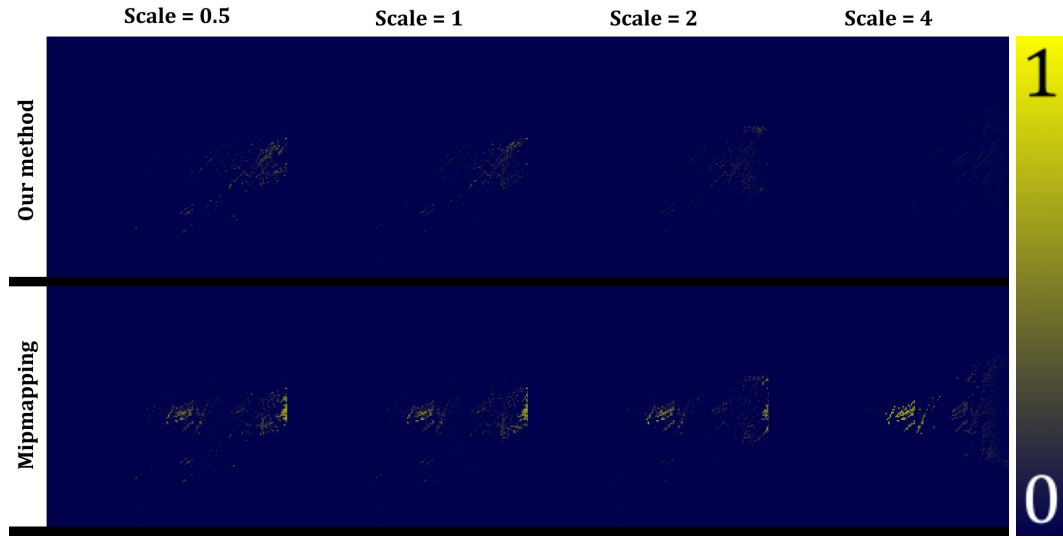 Scale = 0.5 Scale = 1 Scale = 2 Scale = 4
Our method
Mipmapping
1
0